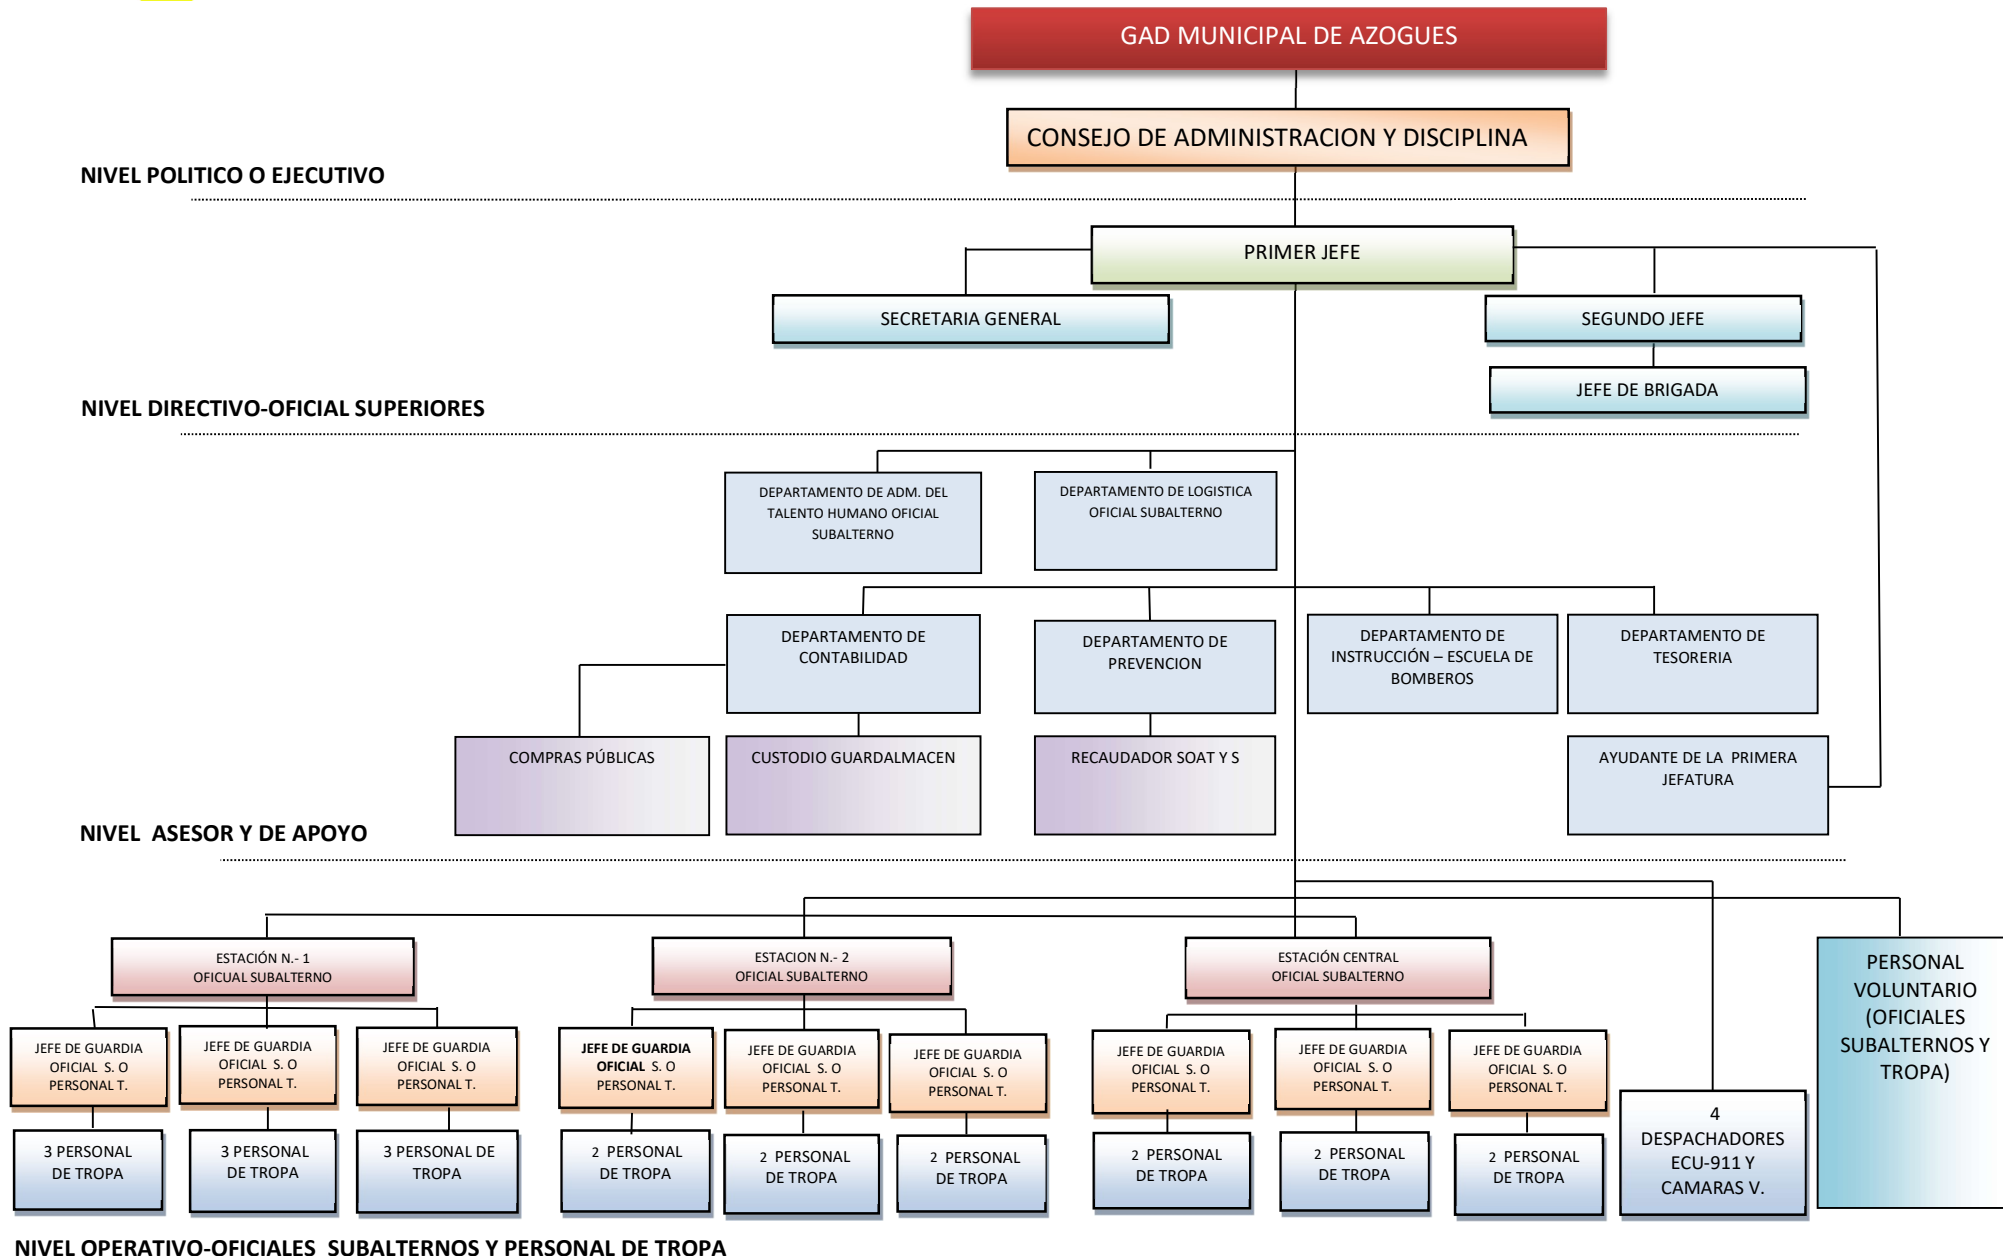 GAD MUNICIPAL DE AZOGUES
CONSEJO DE ADMINISTRACION Y DISCIPLINA
NIVEL POLITICO O EJECUTIVO
PRIMER JEFE
SECRETARIA GENERAL
SEGUNDO JEFE
JEFE DE BRIGADA
NIVEL DIRECTIVO-OFICIAL SUPERIORES
DEPARTAMENTO DE ADM. DEL
TALENTO HUMANO OFICIAL
SUBALTERNO
DEPARTAMENTO DE LOGISTICA
OFICIAL SUBALTERNO
DEPARTAMENTO DE
CONTABILIDAD
DEPARTAMENTO DE
PREVENCION
DEPARTAMENTO DE
INSTRUCCIÓN – ESCUELA DE
BOMBEROS
DEPARTAMENTO DE
TESORERIA
COMPRAS PÚBLICAS
CUSTODIO GUARDALMACEN
RECAUDADOR SOAT Y S
AYUDANTE DE LA PRIMERA
JEFATURA
NIVEL ASESOR Y DE APOYO
ESTACIÓN N.- 1
OFICUAL SUBALTERNO
ESTACION N.- 2
OFICIAL SUBALTERNO
ESTACIÓN CENTRAL
OFICIAL SUBALTERNO
PERSONAL
VOLUNTARIO
(OFICIALES
SUBALTERNOS Y
TROPA)
JEFE DE GUARDIA
OFICIAL S. O
PERSONAL T.
JEFE DE GUARDIA
OFICIAL S. O
PERSONAL T.
JEFE DE GUARDIA
OFICIAL S. O
PERSONAL T.
JEFE DE GUARDIA
OFICIAL S. O
PERSONAL T.
JEFE DE GUARDIA
OFICIAL S. O
PERSONAL T.
JEFE DE GUARDIA
OFICIAL S. O
PERSONAL T.
JEFE DE GUARDIA
OFICIAL S. O
PERSONAL T.
JEFE DE GUARDIA
OFICIAL S. O
PERSONAL T.
JEFE DE GUARDIA
OFICIAL S. O
PERSONAL T.
3 PERSONAL
DE TROPA
3 PERSONAL
DE TROPA
3 PERSONAL DE
TROPA
2 PERSONAL
DE TROPA
2 PERSONAL
DE TROPA
2 PERSONAL
DE TROPA
2 PERSONAL
DE TROPA
2 PERSONAL
DE TROPA
2 PERSONAL
DE TROPA
4
DESPACHADORES
ECU-911 Y
CAMARAS V.
NIVEL OPERATIVO-OFICIALES SUBALTERNOS Y PERSONAL DE TROPA